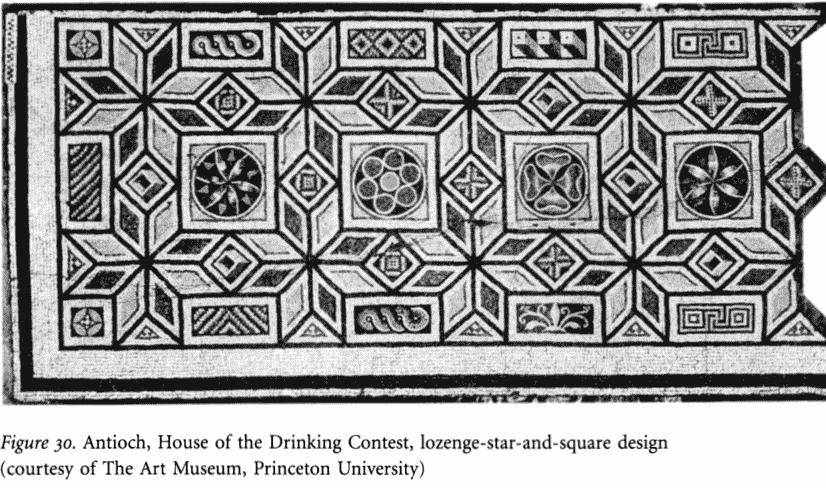 Figure 30. Antioch, House of the Drinking Contest, lozenge-star-and-square design
(courtesy of The Art Museum, Princeton University)